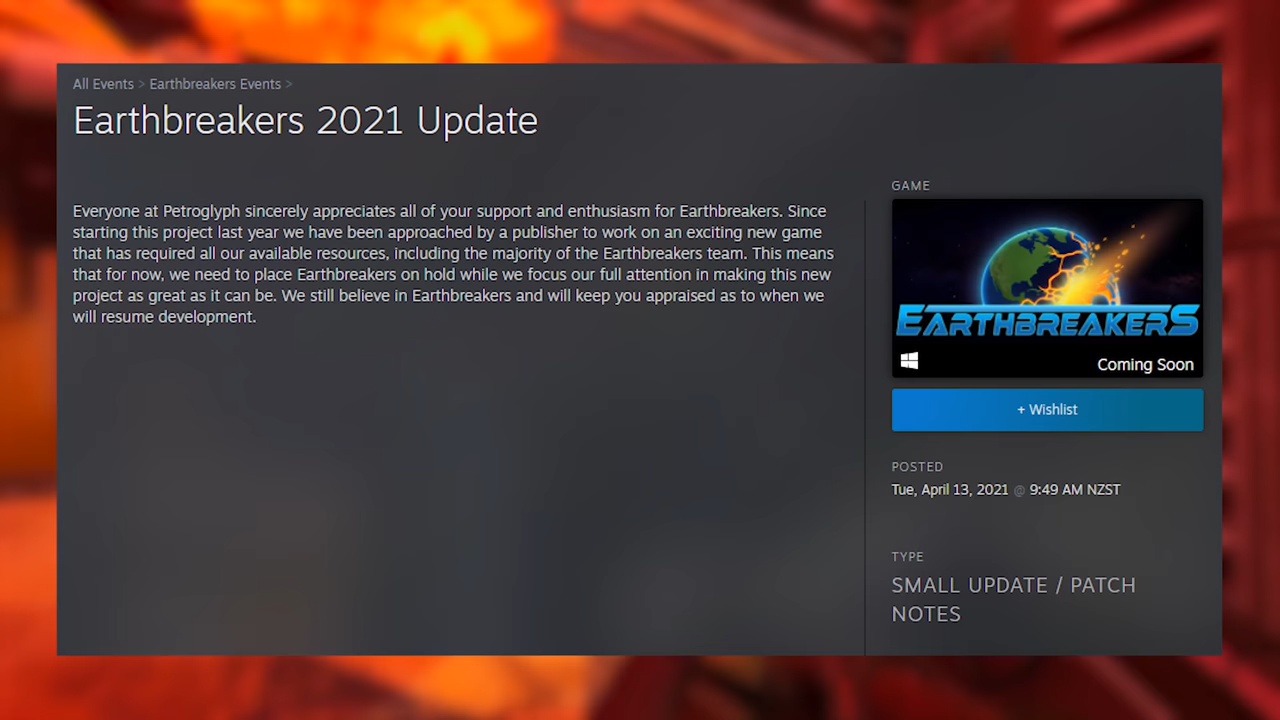 All Events > Earthbreakers Events >
Earthbreakers 2021 Update
Everyone at Petroglyph sincerely appreciates all of your support and enthusiasm for Earthbreakers. Since
starting this project last year we have been approached by a publisher to work on an exciting new game
that has required all our available resources, including the majority of the Earthbreakers team. This means
that for now, we need to place Earthbreakers on hold while we focus our full attention in making this new
project as great as it can be. We still believe in Earthbreakers and will keep you appraised as to when we
will resume development.
GAME
EARTHBREAKERS
Coming Soon
+ Wishlist
POSTED
Tue, April 13, 2021 @ 9:49 AM NZST
TYPE
SMALL UPDATE / PATCH
NOTES